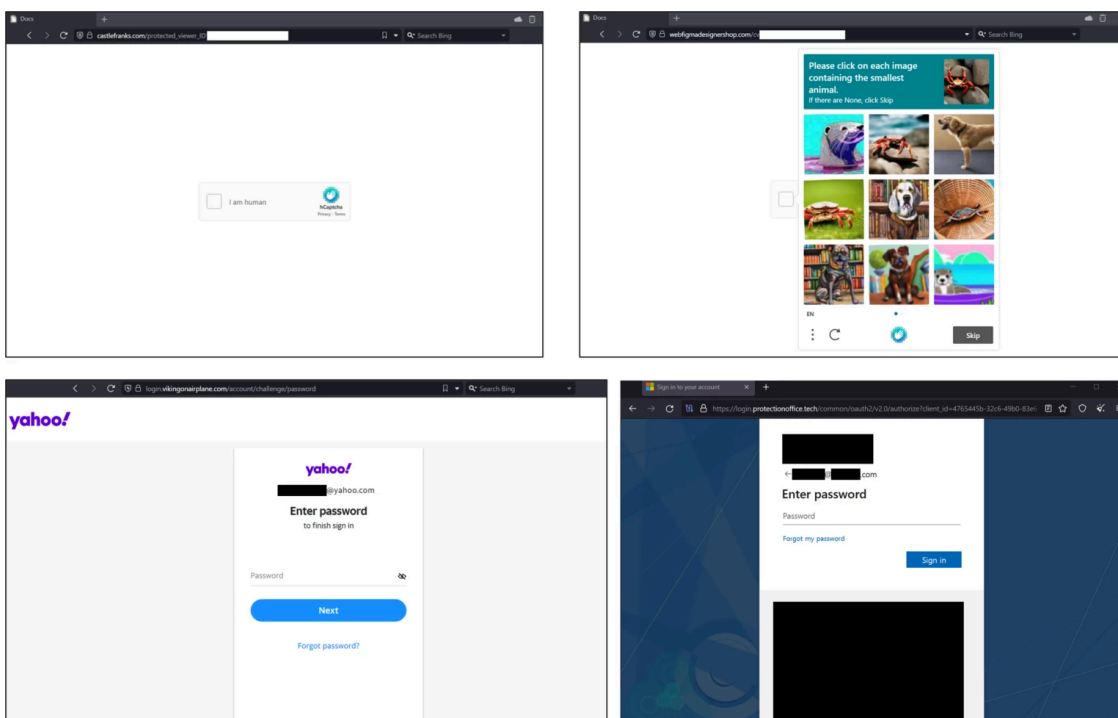 Docs
+
castlefranks.com/protected_viewer_ID
Search Bing
I am human
hCaptcha
Privacy - Terms
Docs
+
webfigmadesignershop.com/
Search Bing
Please click on each image
containing the smallest
animal.
If there are None, click Skip
EN
Skip
login.vikingonairplane.com/account/challenge/password
Search Bing
yahoo!
yahoo!
@yahoo.com
Enter password
to finish sign in
Password
Next
Forgot password?
Sign in to your account
+
https://login.protectionoffice.tech/common/oauth2/v2.0/authorize?client_id=4765445b-32c6-49b0-83e
@ .com
Enter password
Password
Forgot my password
Sign in